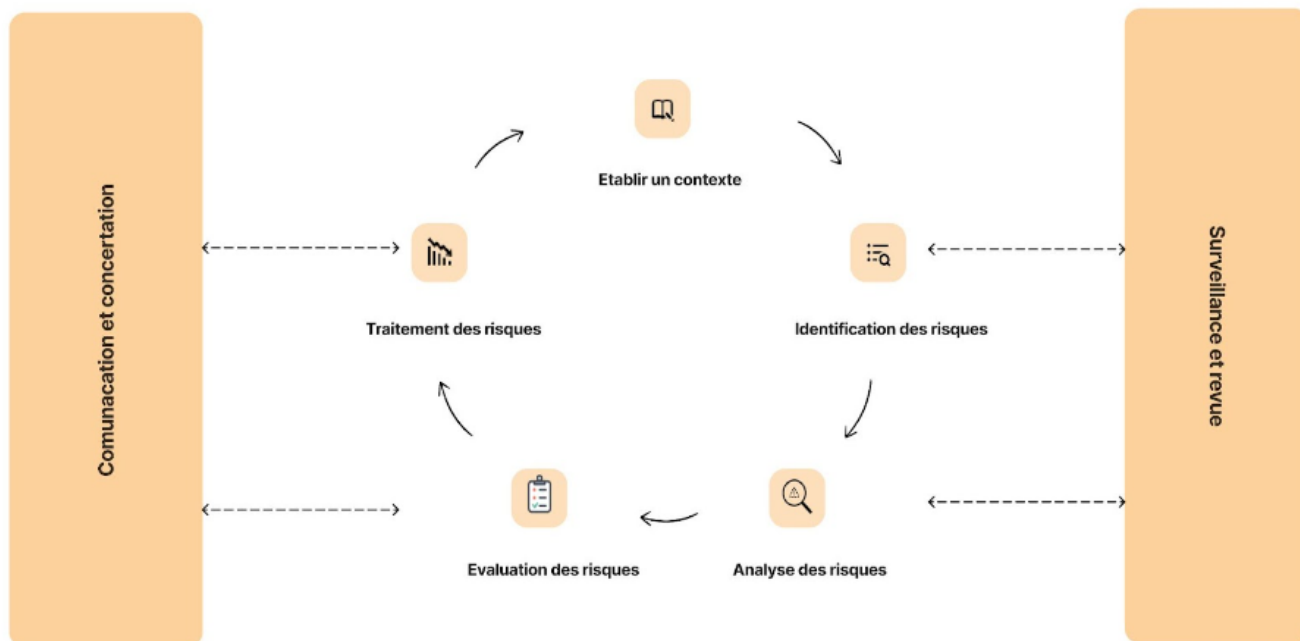 Comunacation et concertation
Etablir un contexte
Traitement des risques
Identification des risques
Evaluation des risques
Analyse des risques
Surveillance et revue